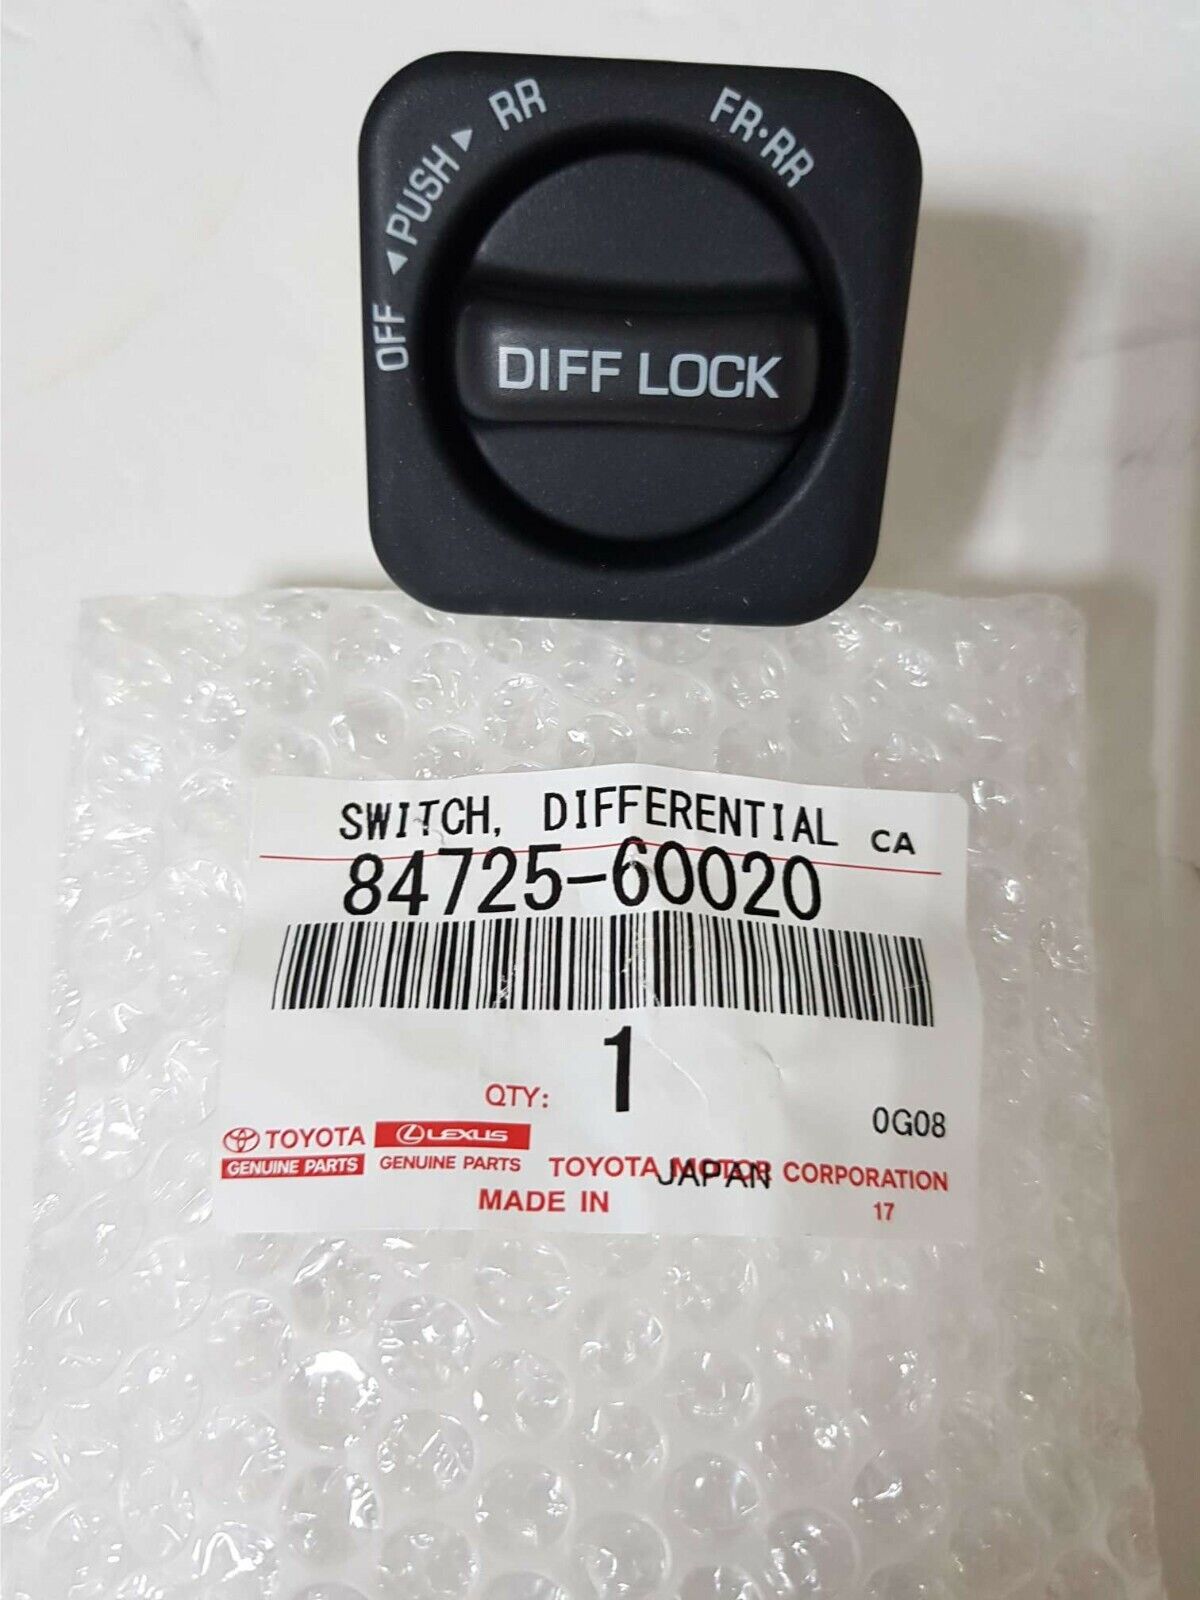 OFF ◀PUSH▶ RR FR·RR
DIFF LOCK
SWITCH, DIFFERENTIAL CA
84725-60020
QTY: 1
0G08
TOYOTA LEXUS
GENUINE PARTS GENUINE PARTS TOYOTA MOTOR CORPORATION
MADE IN JAPAN 17